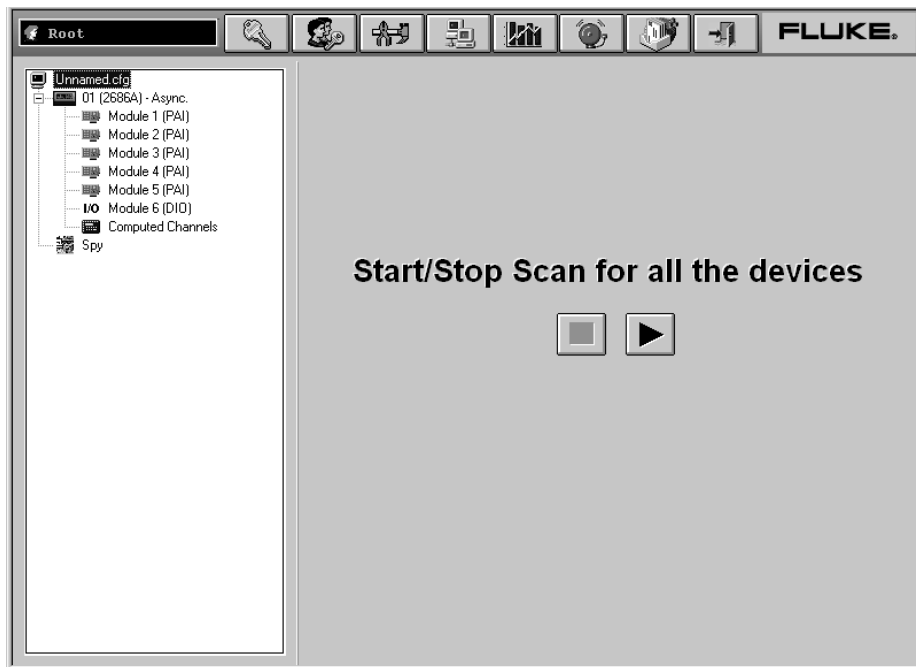 Root
FLUKE®
Unnamed.cfg
01 (2686A) - Async.
Module 1 (PAI)
Module 2 (PAI)
Module 3 (PAI)
Module 4 (PAI)
Module 5 (PAI)
I/O Module 6 (DIO)
Computed Channels
Spy
Start/Stop Scan for all the devices